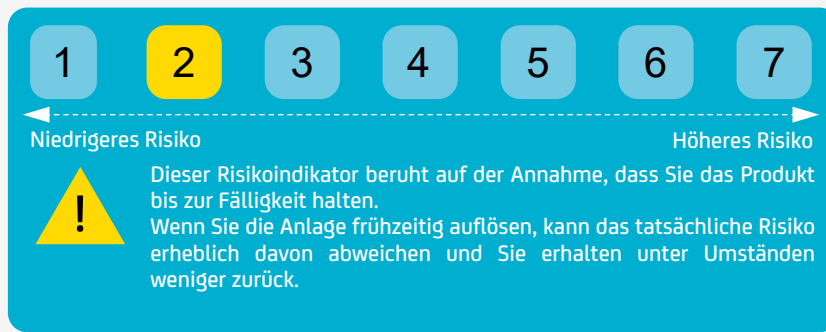 1 2 3 4 5 6 7
Niedrigeres Risiko Höheres Risiko
!
Dieser Risikoindikator beruht auf der Annahme, dass Sie das Produkt
bis zur Fälligkeit halten.
Wenn Sie die Anlage frühzeitig auflösen, kann das tatsächliche Risiko
erheblich davon abweichen und Sie erhalten unter Umständen
weniger zurück.